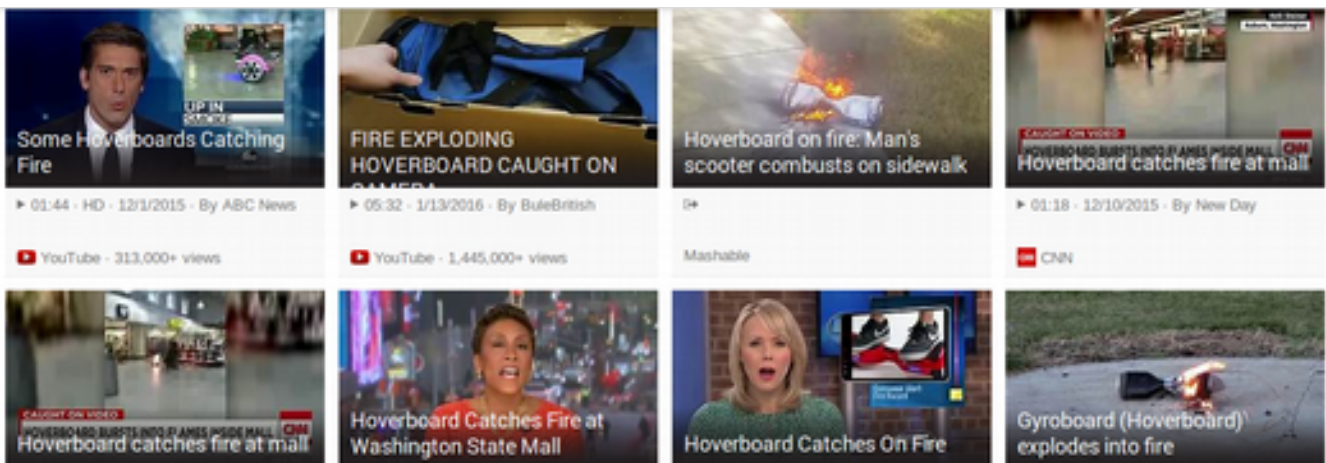 UP IN
SMOKE
Some Hoverboards Catching
Fire
01:44 · HD · 12/1/2015 · By ABC News
YouTube · 313,000+ views
FIRE EXPLODING
HOVERBOARD CAUGHT ON
CAMERA
05:32 · 1/13/2016 · By BuleBritish
YouTube · 1,445,000+ views
Hoverboard on fire: Man's
scooter combusts on sidewalk
Mashable
Auburn, Washington
CAUGHT ON VIDEO
HOVERBOARD BURSTS INTO FLAMES INSIDE MALL
CNN
Hoverboard catches fire at mall
01:18 · 12/10/2015 · By New Day
CNN
CAUGHT ON VIDEO
HOVERBOARD BURSTS INTO FLAMES INSIDE MALL
CNN
Hoverboard catches fire at mall
Hoverboard Catches Fire at
Washington State Mall
Hoverboard Catches On Fire
Gyroboard (Hoverboard)
explodes into fire